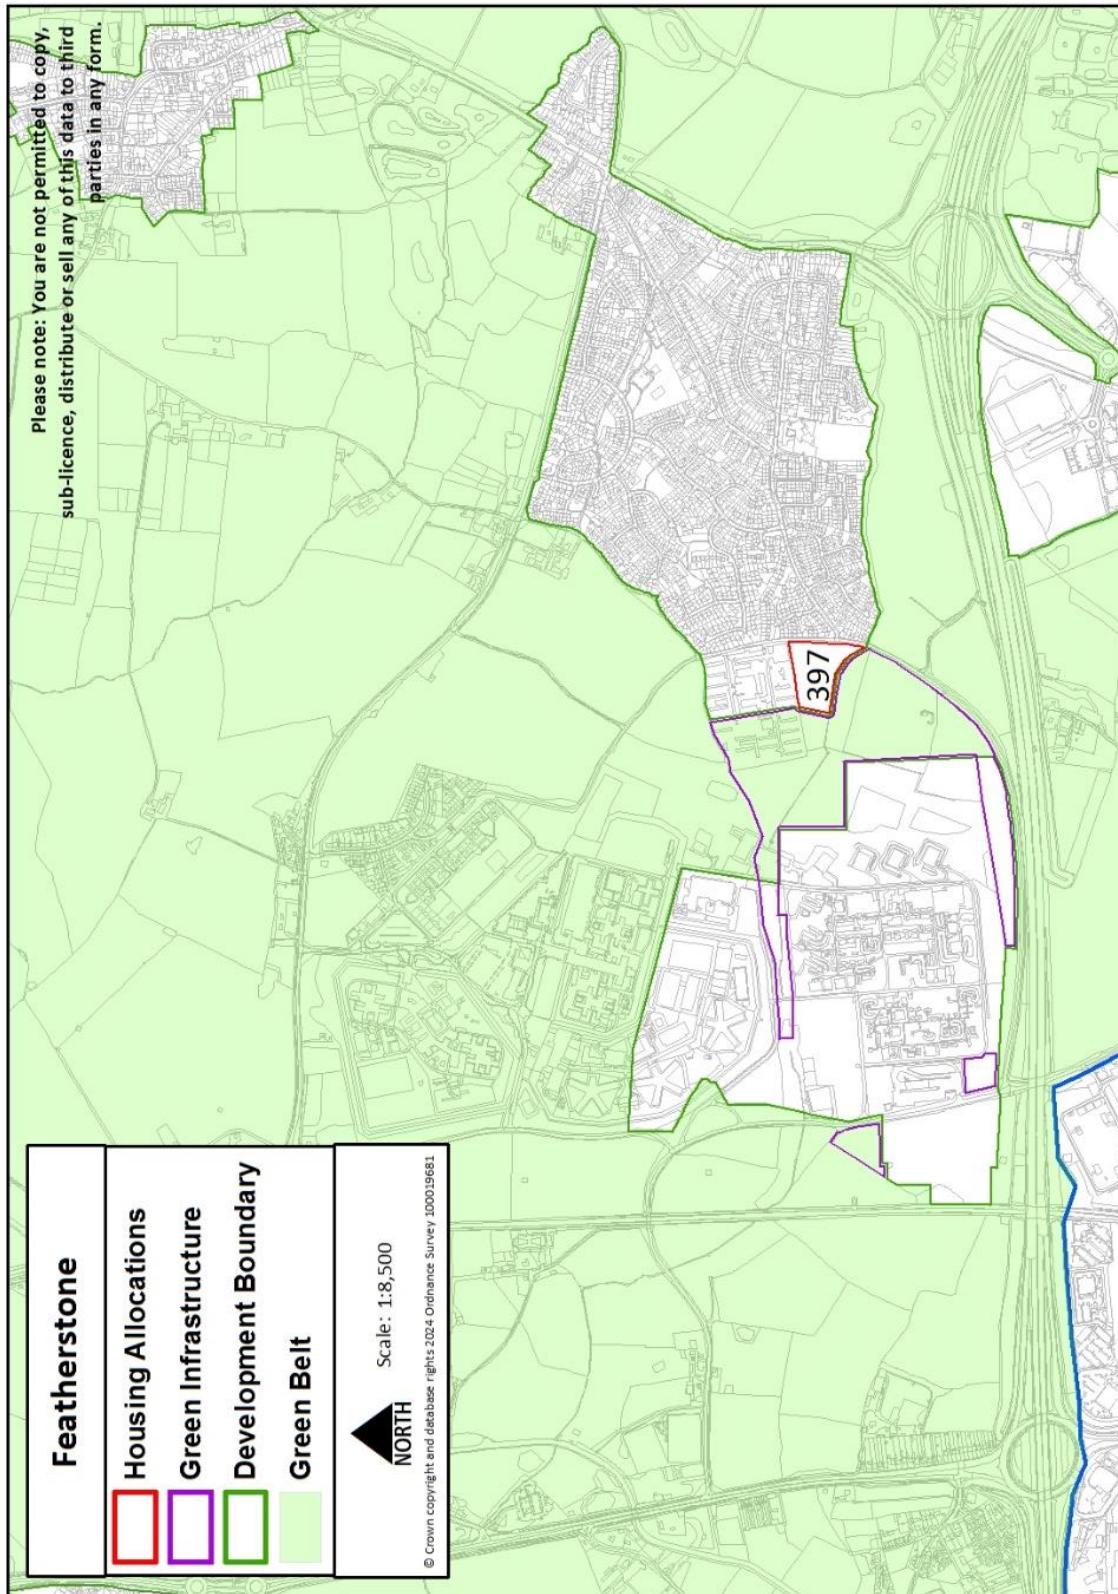 Please note: You are not permitted to copy,
sub-licence, distribute or sell any of this data to third
parties in any form.
397
Featherstone
Housing Allocations
Green Infrastructure
Development Boundary
Green Belt
NORTH
Scale: 1:8,500
© Crown copyright and database rights 2024 Ordnance Survey 100019681